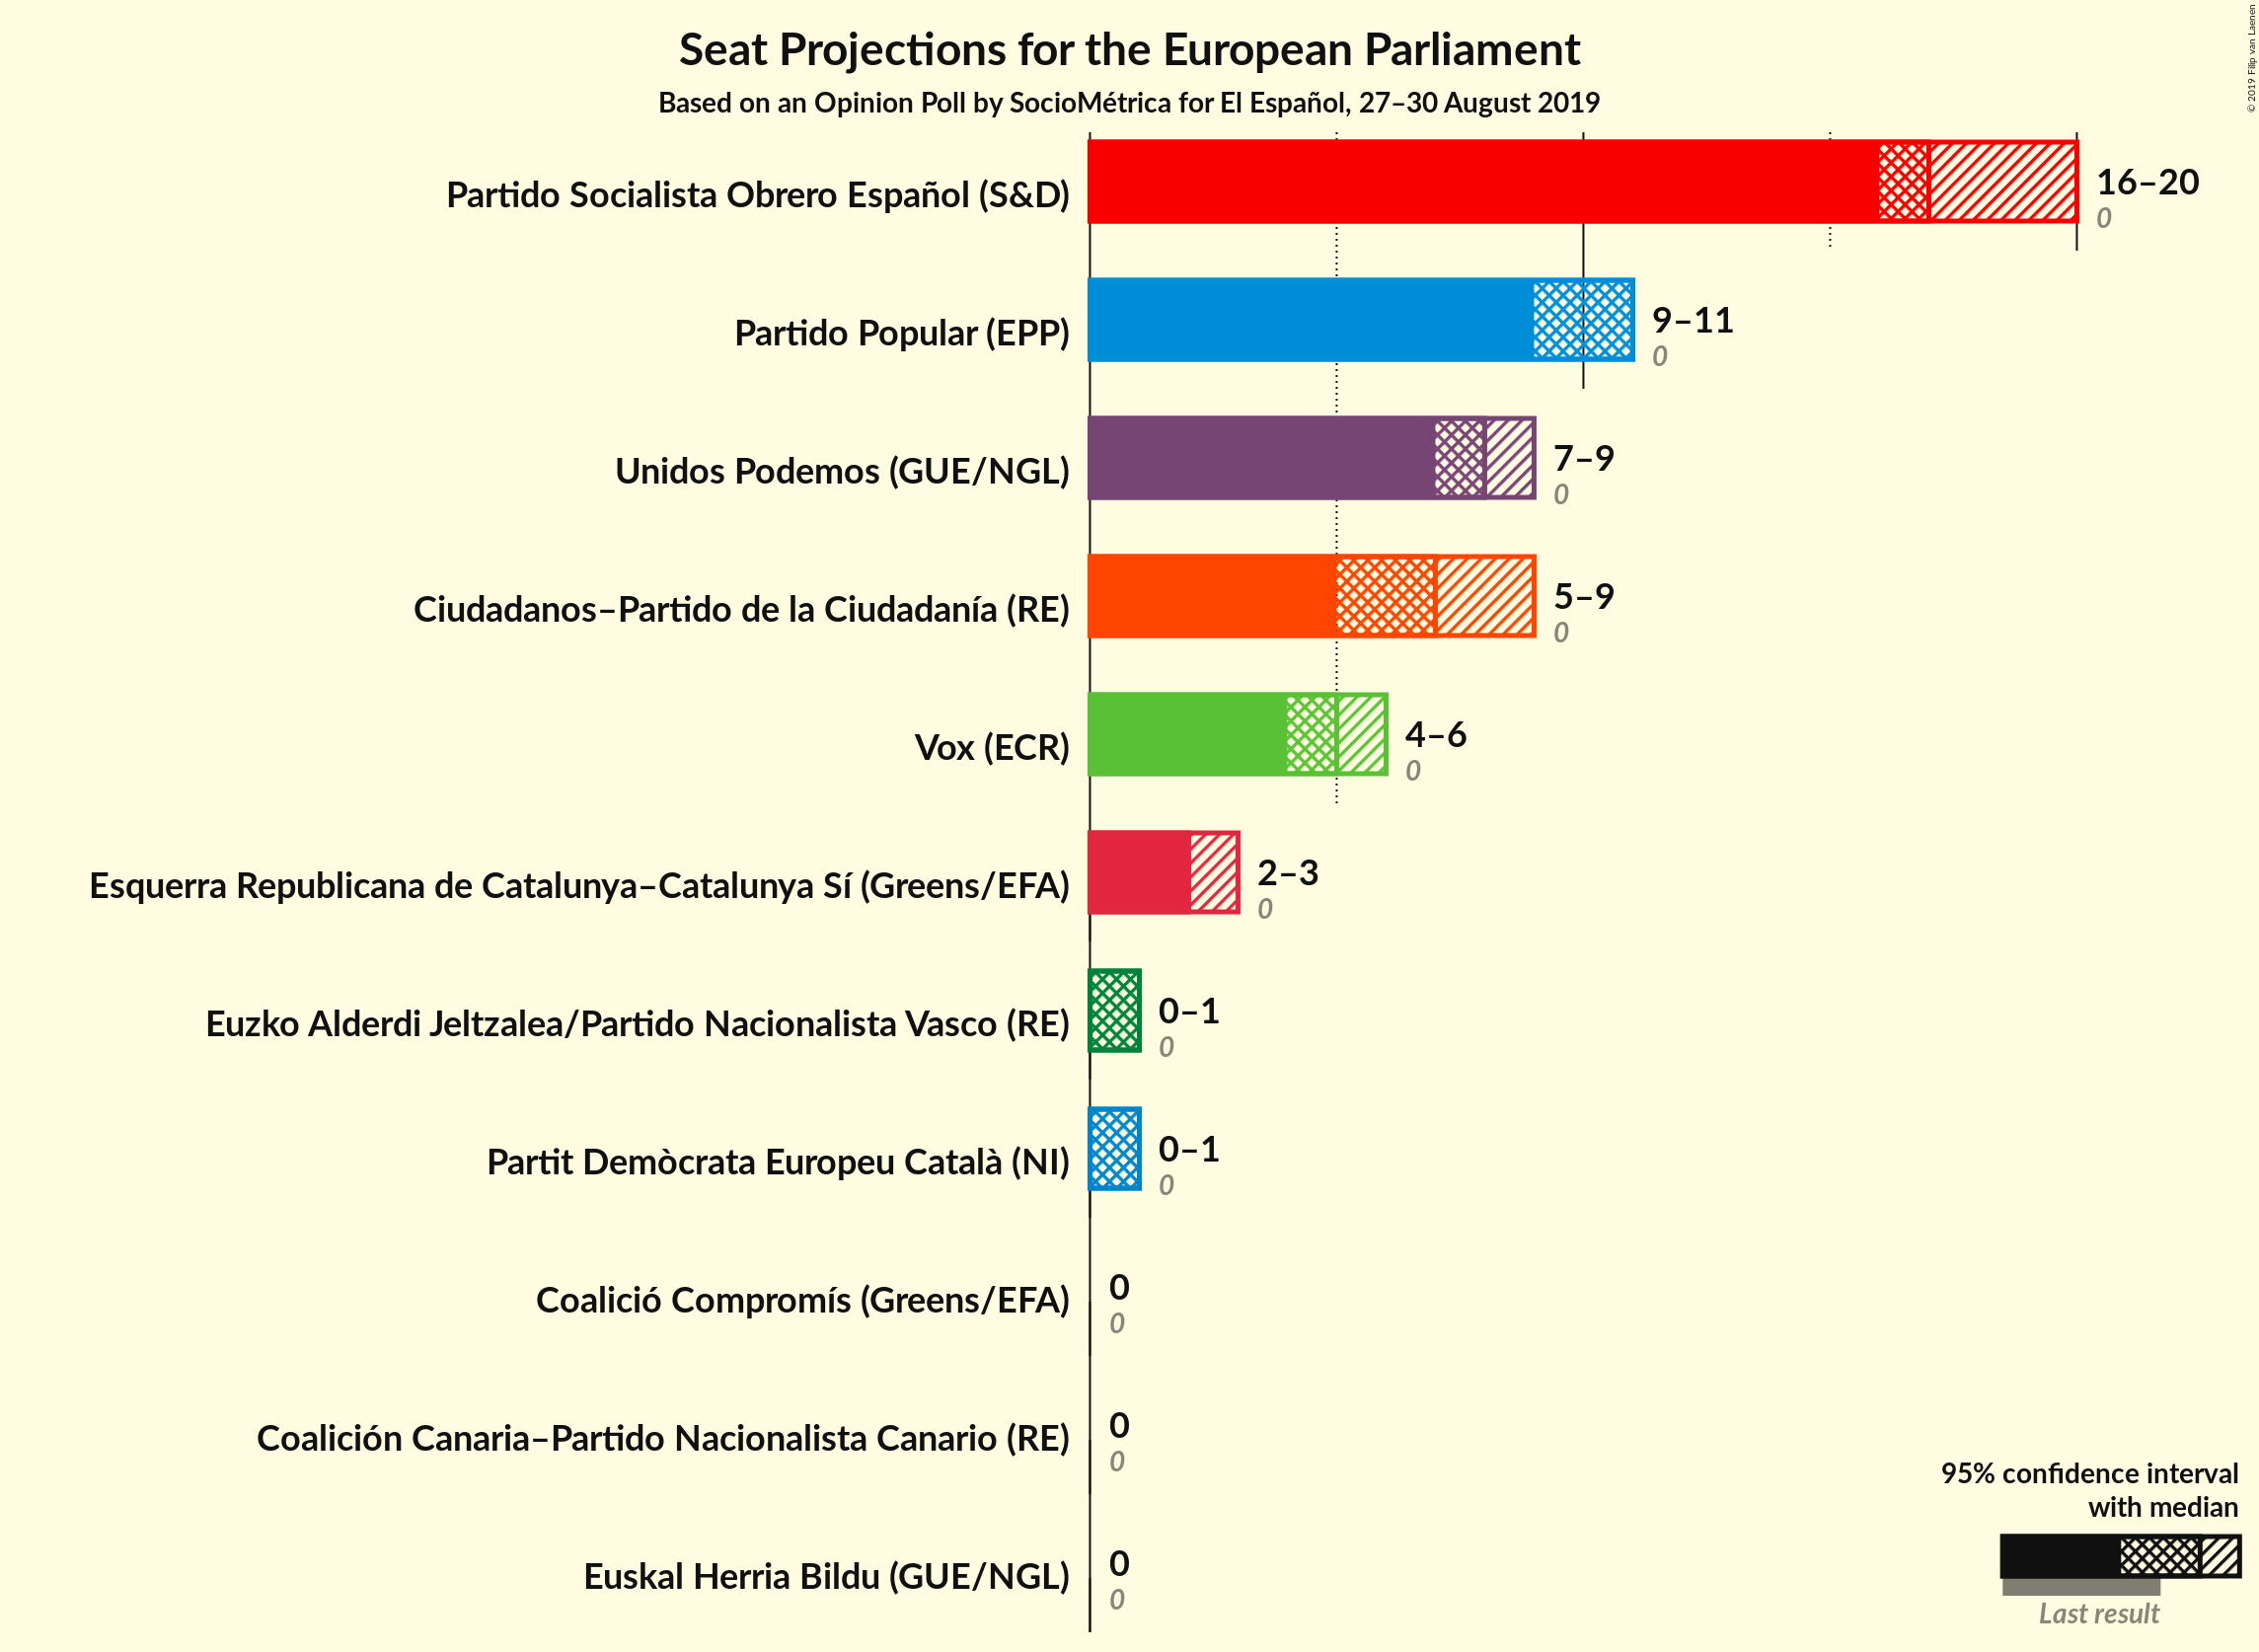 © 2019 Filip van Laenen
Seat Projections for the European Parliament
Based on an Opinion Poll by SocioMétrica for El Español, 27–30 August 2019
Partido Socialista Obrero Español (S&D)
16–20
0
Partido Popular (EPP)
9–11
0
Unidos Podemos (GUE/NGL)
7–9
0
Ciudadanos–Partido de la Ciudadanía (RE)
5–9
0
Vox (ECR)
4–6
0
Esquerra Republicana de Catalunya–Catalunya Sí (Greens/EFA)
2–3
0
Euzko Alderdi Jeltzalea/Partido Nacionalista Vasco (RE)
0–1
0
Partit Demòcrata Europeu Català (NI)
0–1
0
Coalició Compromís (Greens/EFA)
0
0
Coalición Canaria–Partido Nacionalista Canario (RE)
0
0
Euskal Herria Bildu (GUE/NGL)
0
0
95% confidence interval
with median
Last result